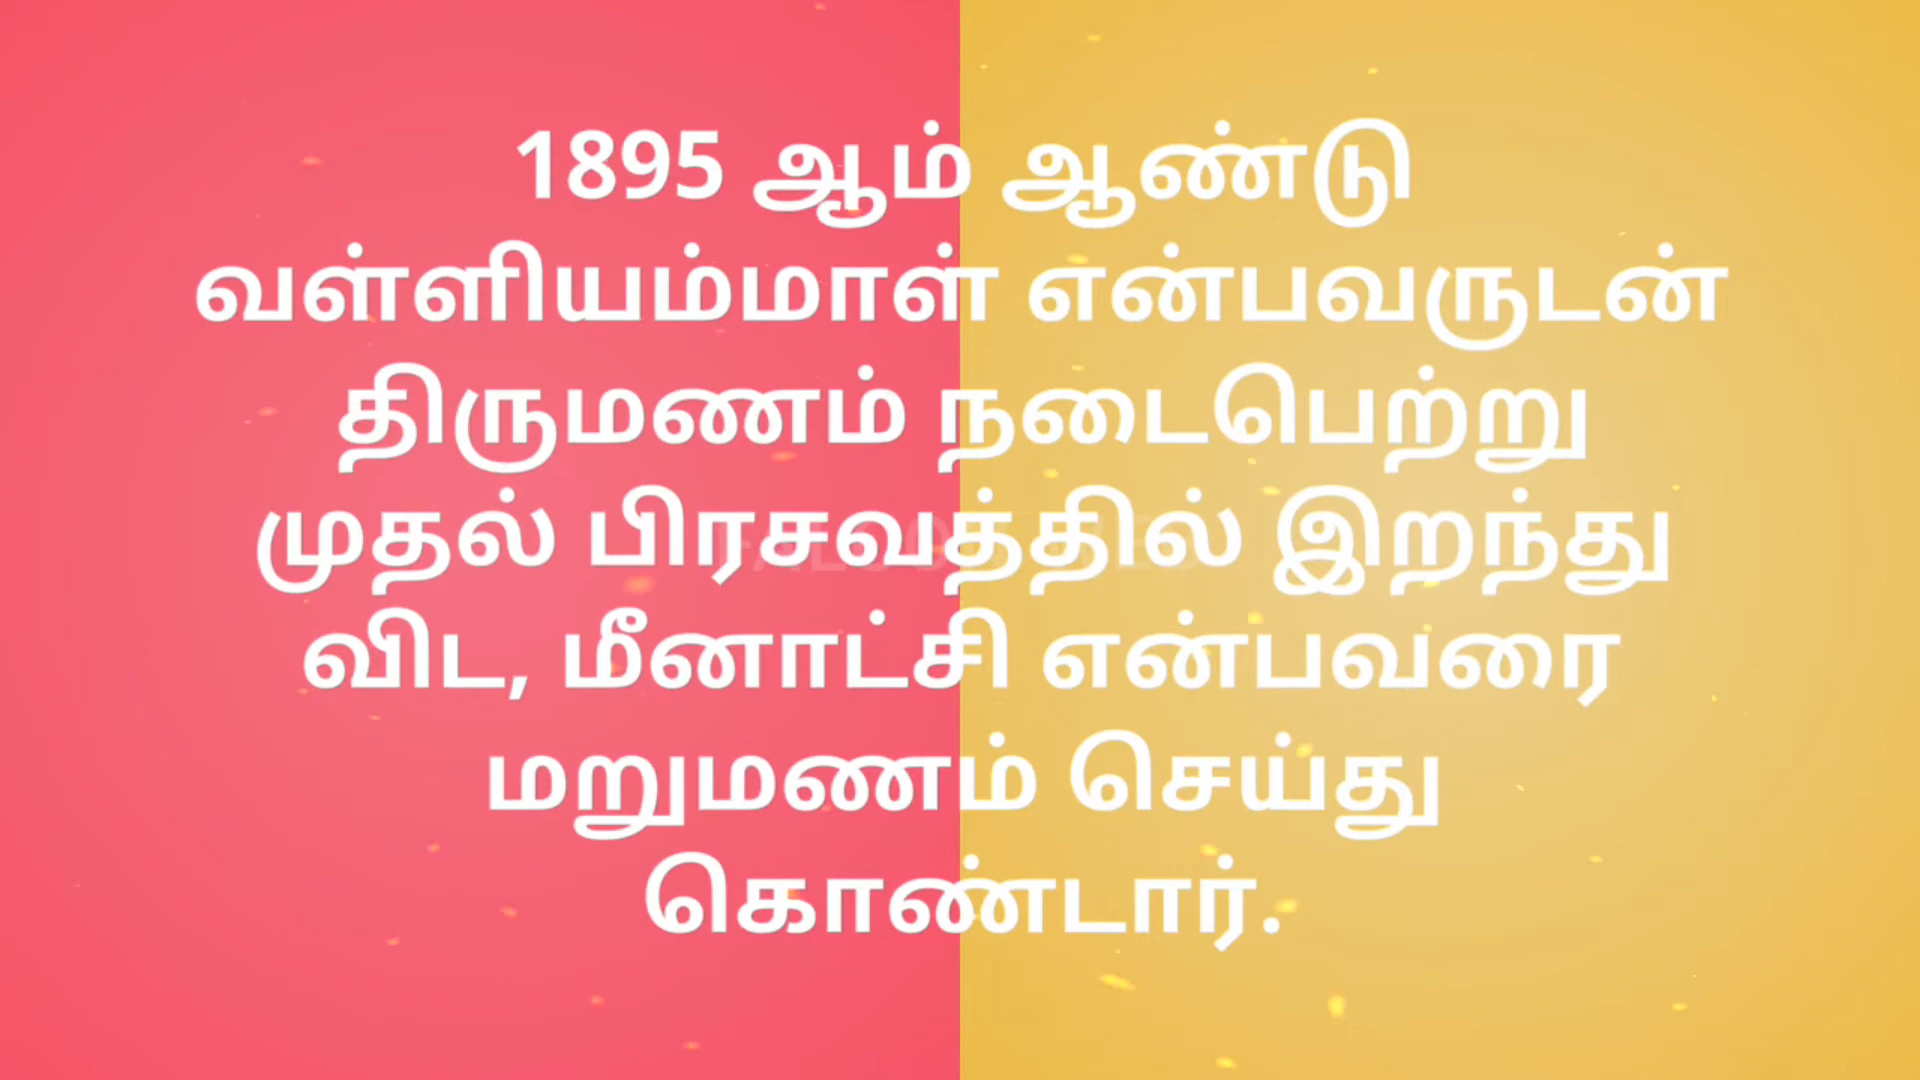 1895 ஆம் ஆண்டு
வள்ளியம்மாள் என்பவருடன்
திருமணம் நடைபெற்று
முதல் பிரசவத்தில் இறந்து
விட, மீனாட்சி என்பவரை
மறுமணம் செய்து
கொண்டார்.